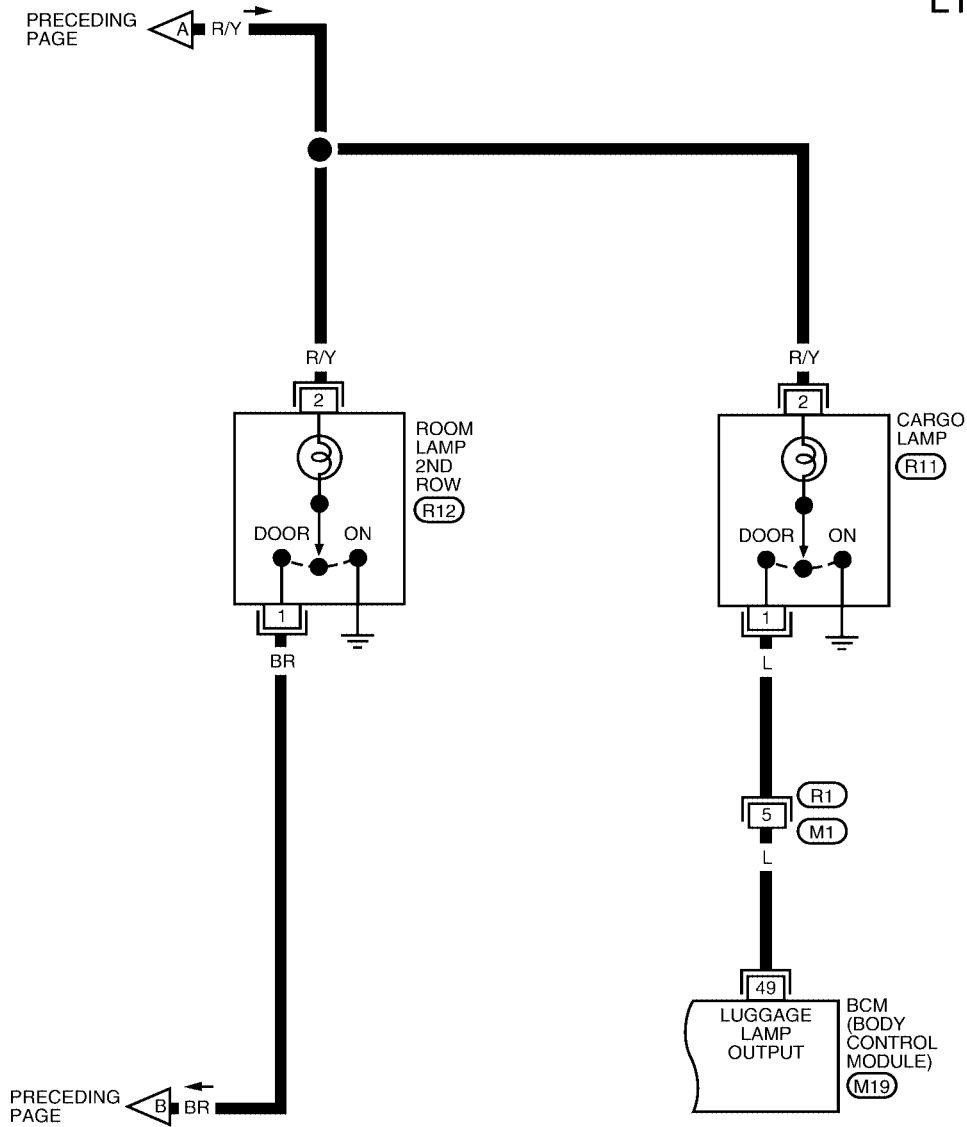 PRECEDING
PAGE
A
R/Y
R/Y
R/Y
2
2
ROOM
LAMP
2ND
ROW
R12
CARGO
LAMP
R11
DOOR
ON
DOOR
ON
1
1
BR
L
R1
5
M1
L
49
LUGGAGE
LAMP
OUTPUT
BCM
(BODY
CONTROL
MODULE)
M19
PRECEDING
PAGE
B
BR